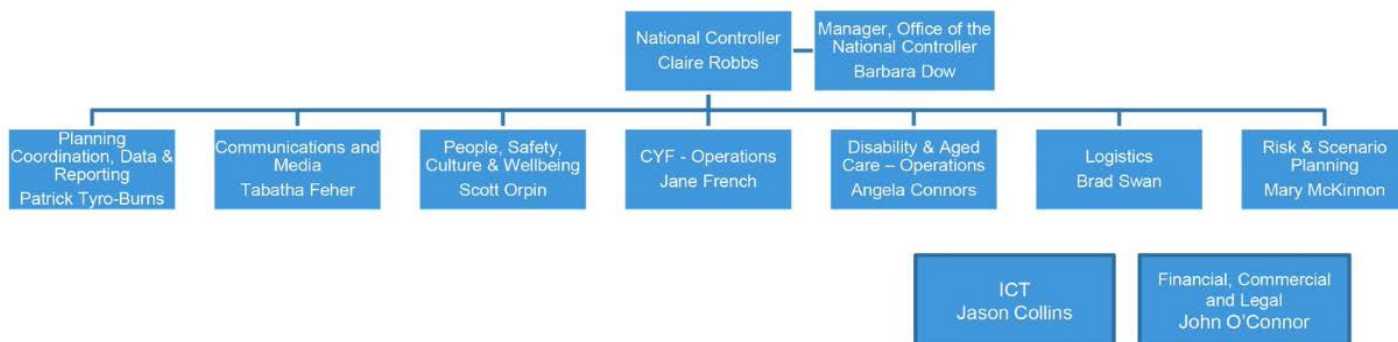 National Controller
Claire Robbs
Manager, Office of the
National Controller
Barbara Dow
Planning
Coordination, Data &
Reporting
Patrick Tyro-Burns
Communications and
Media
Tabatha Feher
People, Safety,
Culture & Wellbeing
Scott Orpin
CYF - Operations
Jane French
Disability & Aged
Care – Operations
Angela Connors
Logistics
Brad Swan
Risk & Scenario
Planning
Mary McKinnon
ICT
Jason Collins
Financial, Commercial
and Legal
John O’Connor